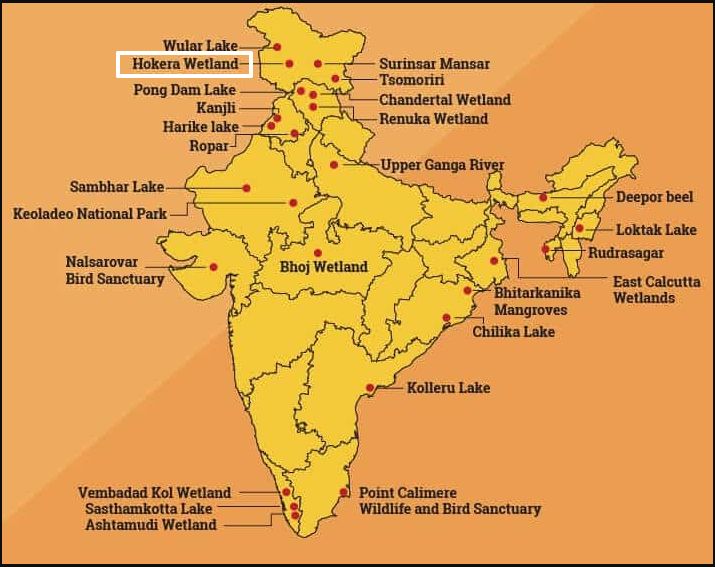 Wular Lake
Hokera Wetland
Surinsar Mansar
Tsomoriri
Pong Dam Lake
Chandertal Wetland
Kanjli
Renuka Wetland
Harike lake
Ropar
Upper Ganga River
Sambhar Lake
Deepor beel
Keoladeo National Park
Loktak Lake
Rudrasagar
Nalsarovar
Bird Sanctuary
Bhoj Wetland
East Calcutta
Wetlands
Bhitarkanika
Mangroves
Chilika Lake
Kolleru Lake
Vembadad Kol Wetland
Sasthamkotta Lake
Ashtamudi Wetland
Point Calimere
Wildlife and Bird Sanctuary